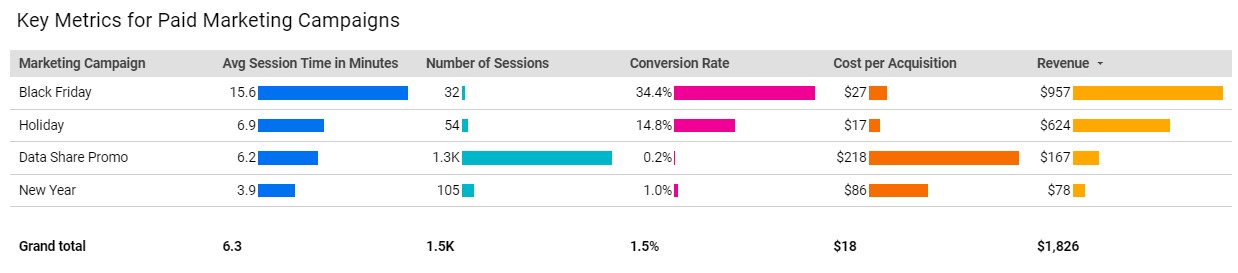 Key Metrics for Paid Marketing Campaigns
Marketing Campaign Avg Session Time in Minutes Number of Sessions Conversion Rate Cost per Acquisition Revenue
Black Friday 15.6 32 34.4% $27 $957
Holiday 6.9 54 14.8% $17 $624
Data Share Promo 6.2 1.3K 0.2% $218 $167
New Year 3.9 105 1.0% $86 $78
Grand total 6.3 1.5K 1.5% $18 $1,826